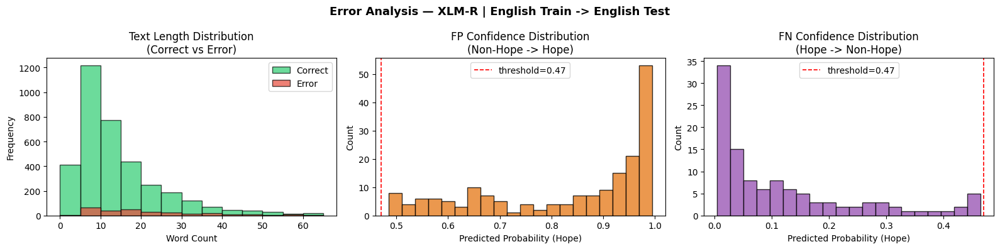 Error Analysis — XLM-R | English Train -> English Test
Text Length Distribution
(Correct vs Error)
Correct
Error
Frequency
0
200
400
600
800
1000
1200
0 10 20 30 40 50 60
Word Count
FP Confidence Distribution
(Non-Hope -> Hope)
threshold=0.47
Count
0
10
20
30
40
50
0.5 0.6 0.7 0.8 0.9 1.0
Predicted Probability (Hope)
FN Confidence Distribution
(Hope -> Non-Hope)
threshold=0.47
Count
0
5
10
15
20
25
30
35
0.0 0.1 0.2 0.3 0.4
Predicted Probability (Hope)